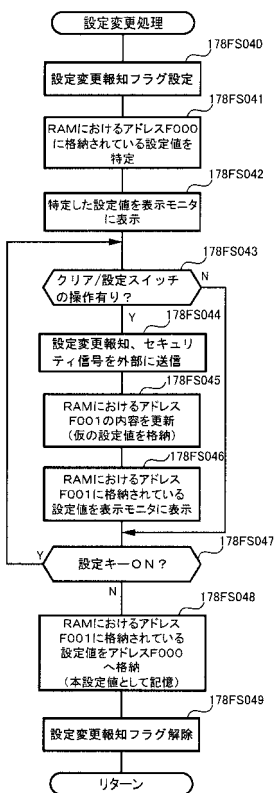 設定変更処理
178FS040
設定変更報知フラグ設定
178FS041
RAMにおけるアドレスF000
に格納されている設定値を
特定
178FS042
特定した設定値を表示モニタ
に表示
178FS043
クリア/設定スイッチ
の操作有り?
N
Y
178FS044
設定変更報知、セキュリ
ティ信号を外部に送信
178FS045
RAMにおけるアドレス
F001の内容を更新
(仮の設定値を格納)
178FS046
RAMにおけるアドレス
F001に格納されている
設定値を表示モニタに表示
178FS047
Y
設定キーON?
N
178FS048
RAMにおけるアドレス
F001に格納されている
設定値をアドレスF000
へ格納
(本設定値として記憶)
178FS049
設定変更報知フラグ解除
リターン